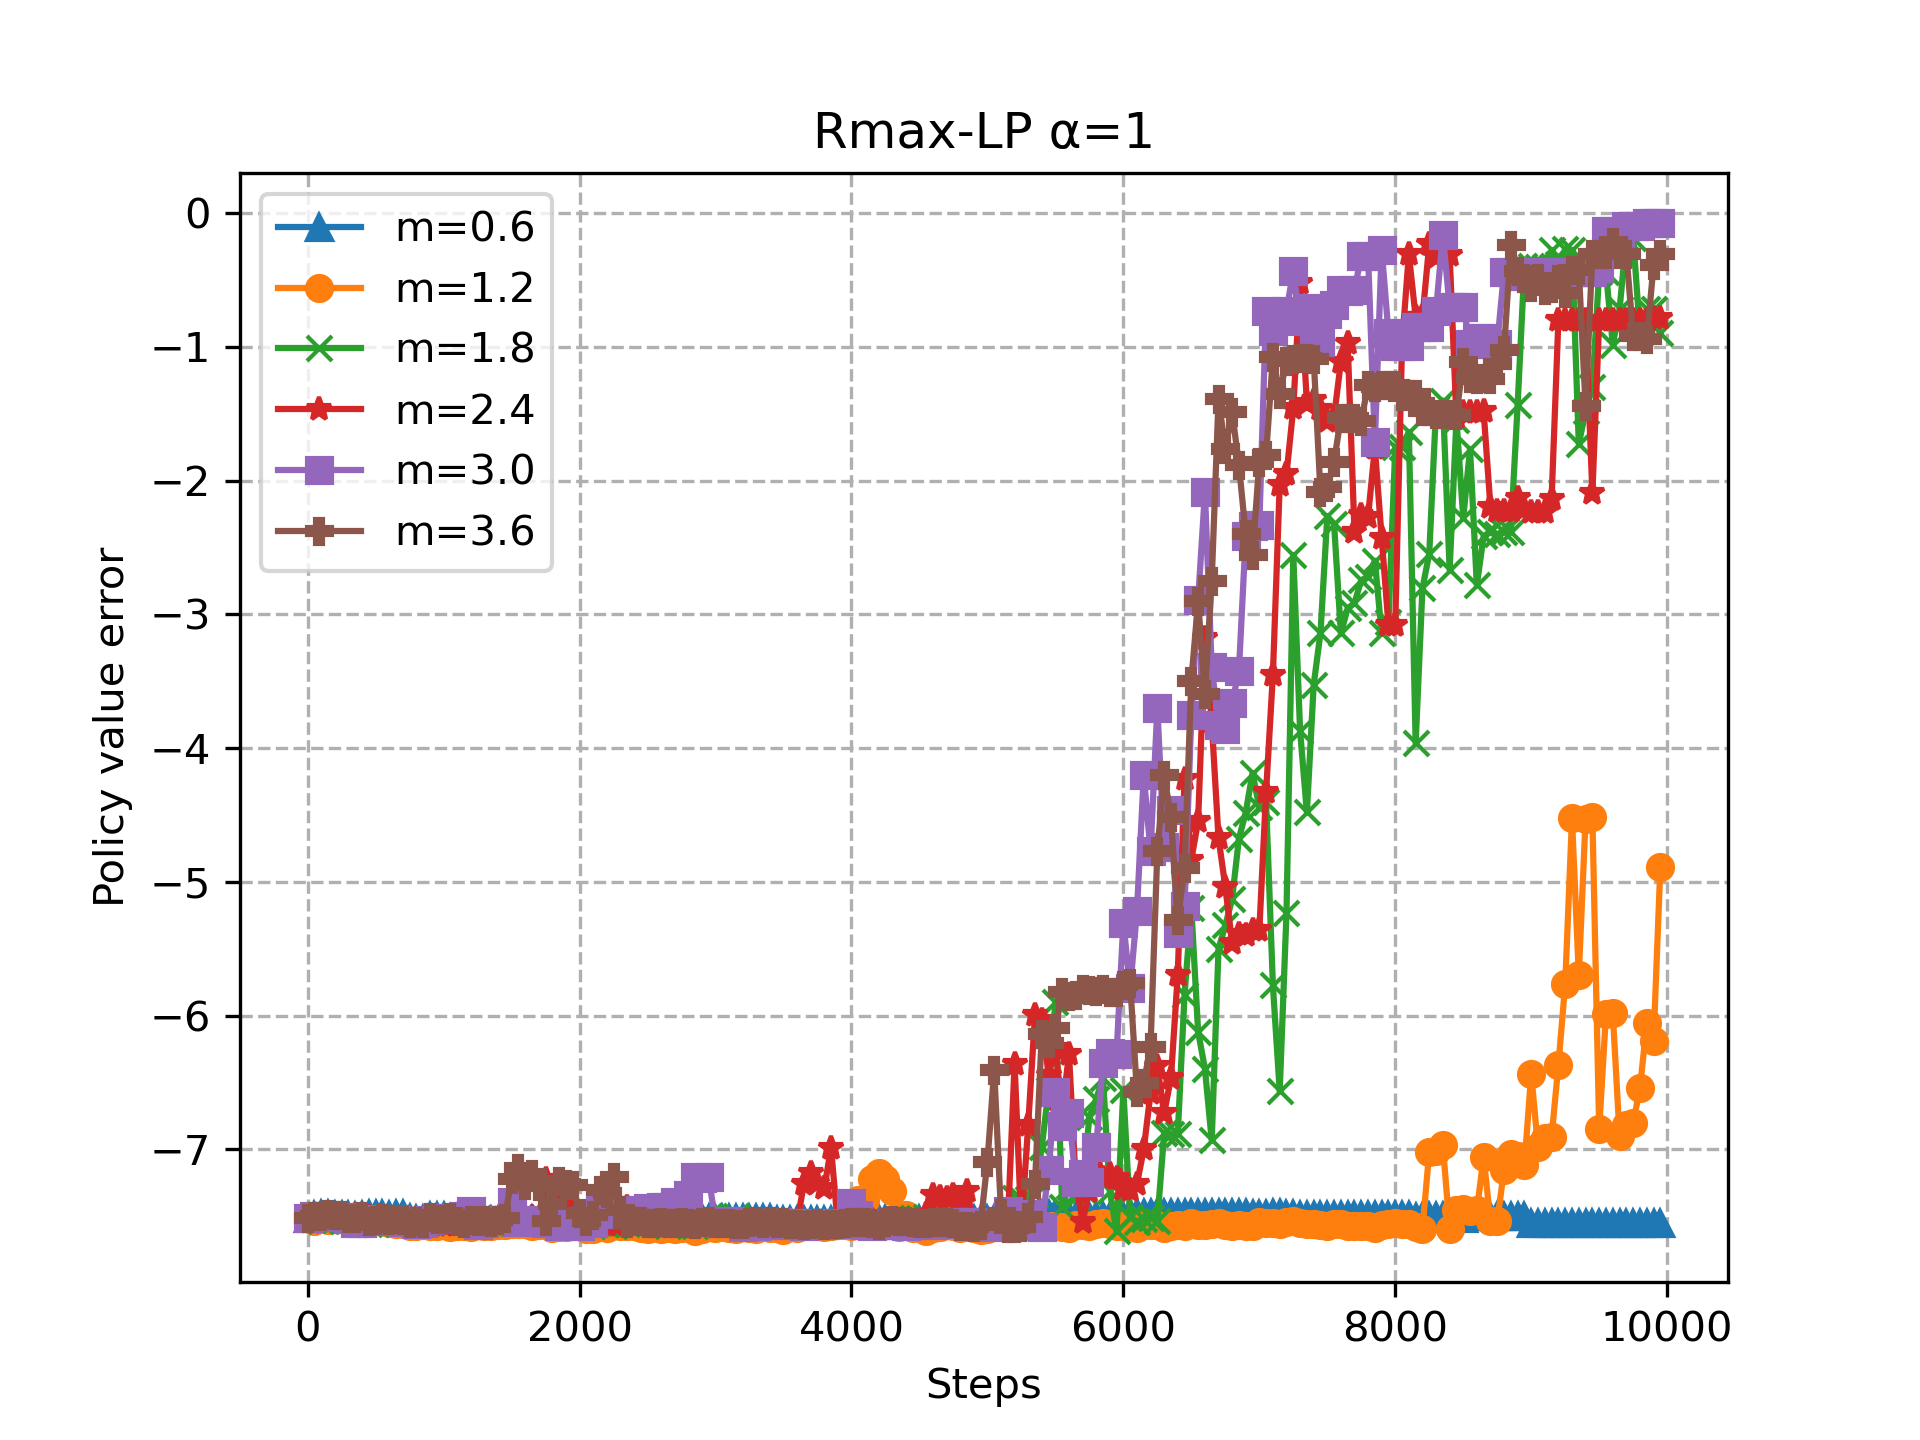 Rmax-LP α=1
m=0.6
m=1.2
m=1.8
m=2.4
m=3.0
m=3.6
Policy value error
0
−1
−2
−3
−4
−5
−6
−7
0 2000 4000 6000 8000 10000
Steps